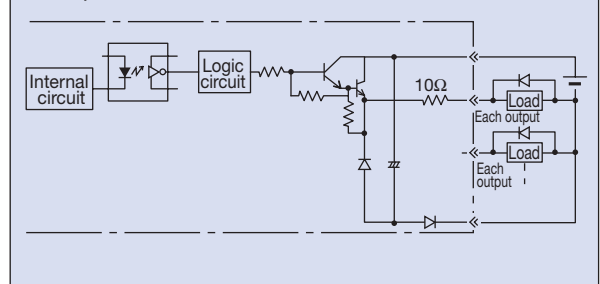 Internal
circuit
Logic
circuit
10Ω
Load
Each output
Load
Each
output